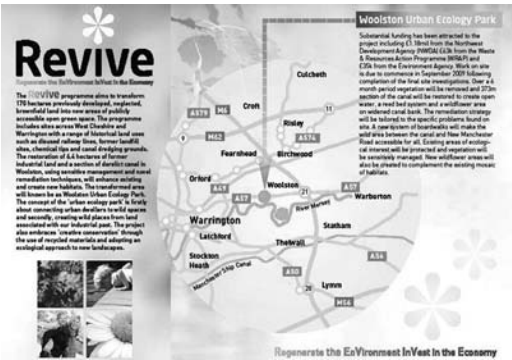 Revive
Regenerate the EnVironment InVest in the Economy
The Revive programme aims to transform
170 hectares previously developed, neglected,
brownfield land into new areas of publicly
accessible open green space. The programme
includes sites across West Cheshire and
Warrington with a range of historical land uses
such as disused railway lines, former landfill
sites, chemical tips and canal dredging grounds.
The restoration of 6.4 hectares of former
industrial land and a section of derelict canal in
Woolston, using sensitive management and novel
remediation techniques, will enhance existing
and create new habitats. The transformed area
will known be as Woolston Urban Ecology Park.
The concept of the 'urban ecology park' is firstly
about connecting urban dwellers to wild spaces
and secondly, creating wild places from land
associated with our industrial past. The project
also embraces 'creative conservation' through
the use of recycled materials and adopting an
ecological approach to new landscapes.
Culcheth
Croft
A579
M6
11
Risley
M62
A574
8
Fearnhead
Birchwood
Orford
A49
Woolston
21
A57
A57
Warburton
River Mersey
Warrington
Statham
Latchford
Thelwall
Stockton
Heath
A56
Manchester Ship Canal
A50
20
Lymm
M56
Woolston Urban Ecology Park
Substantial funding has been attracted to the
project including £1.18mil from the Northwest
Development Agency (NWDA) £63k from the Waste
& Resources Action Programme (WRAP) and
£35k from the Environment Agency. Work on site
is due to commence in September 2009 following
completion of the final site investigations. Over a 6
month period vegetation will be removed and 373m
section of the canal will be restored to create open
water, a reed bed system and a wildflower area
on widened canal bank. The remediation strategy
will be tailored to the specific problems found on
site. A new system of boardwalks will make the
wild area between the canal and New Manchester
Road accessible for all. Existing areas of ecolog-
ical interest will be protected and vegetation will
be sensitively managed. New wildflower areas will
also be created to complement the existing mosaic
of habitats.
Regenerate the EnVironment InVest in the Economy